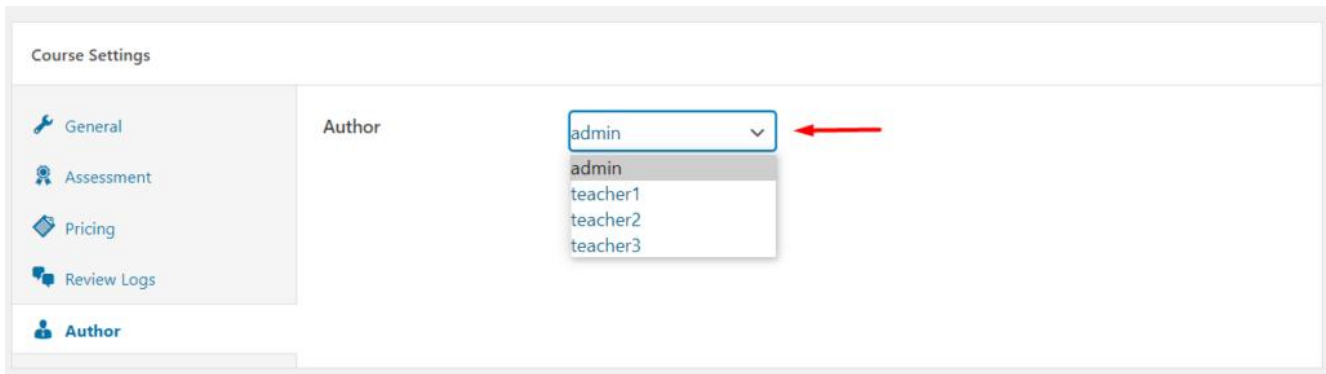 Course Settings
General
Assessment
Pricing
Review Logs
Author
Author
admin
admin
teacher1
teacher2
teacher3